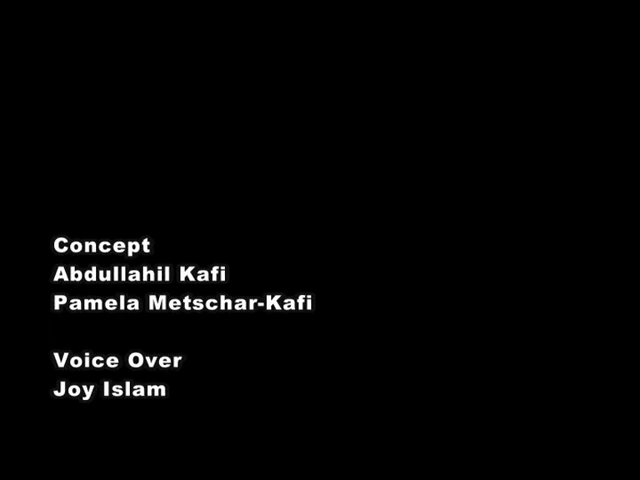 Concept
Abdullahil Kafi
Pamela Metschar-Kafi
Voice Over
Joy Islam